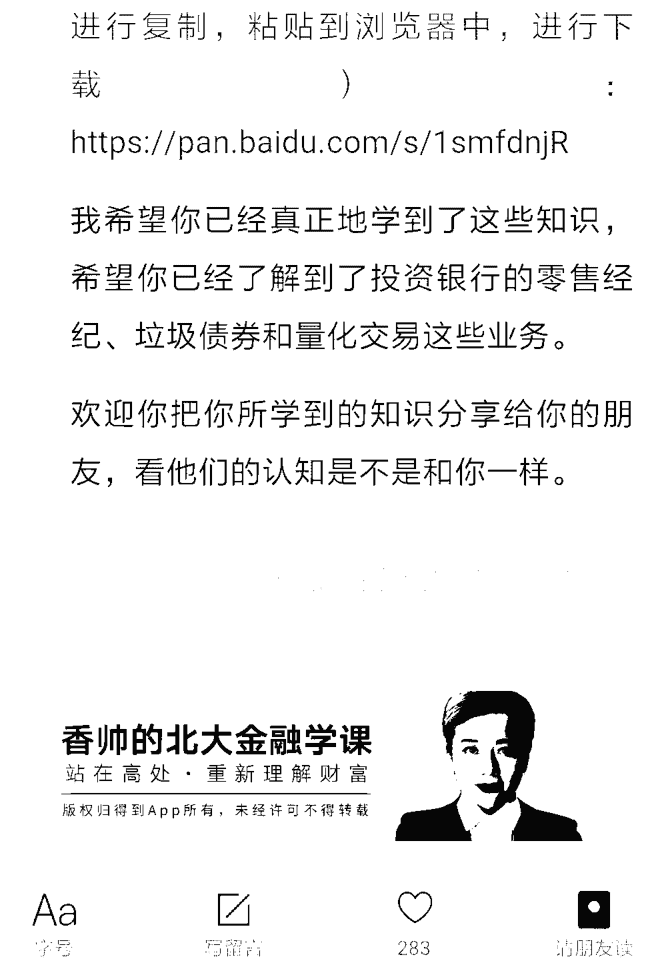 进行复制，粘贴到浏览器中，进行下
载）：
https://pan.baidu.com/s/1smfdnjR
我希望你已经真正地学到了这些知识，
希望你已经了解到了投资银行的零售经
纪、垃圾债券和量化交易这些业务。
欢迎你把你所学到的知识分享给你的朋
友，看他们的认知是不是和你一样。
香帅的北大金融学课
站在高处·重新理解财富
版权归得到App所有，未经许可不得转载
Aa
字号
写留言
283
请朋友读